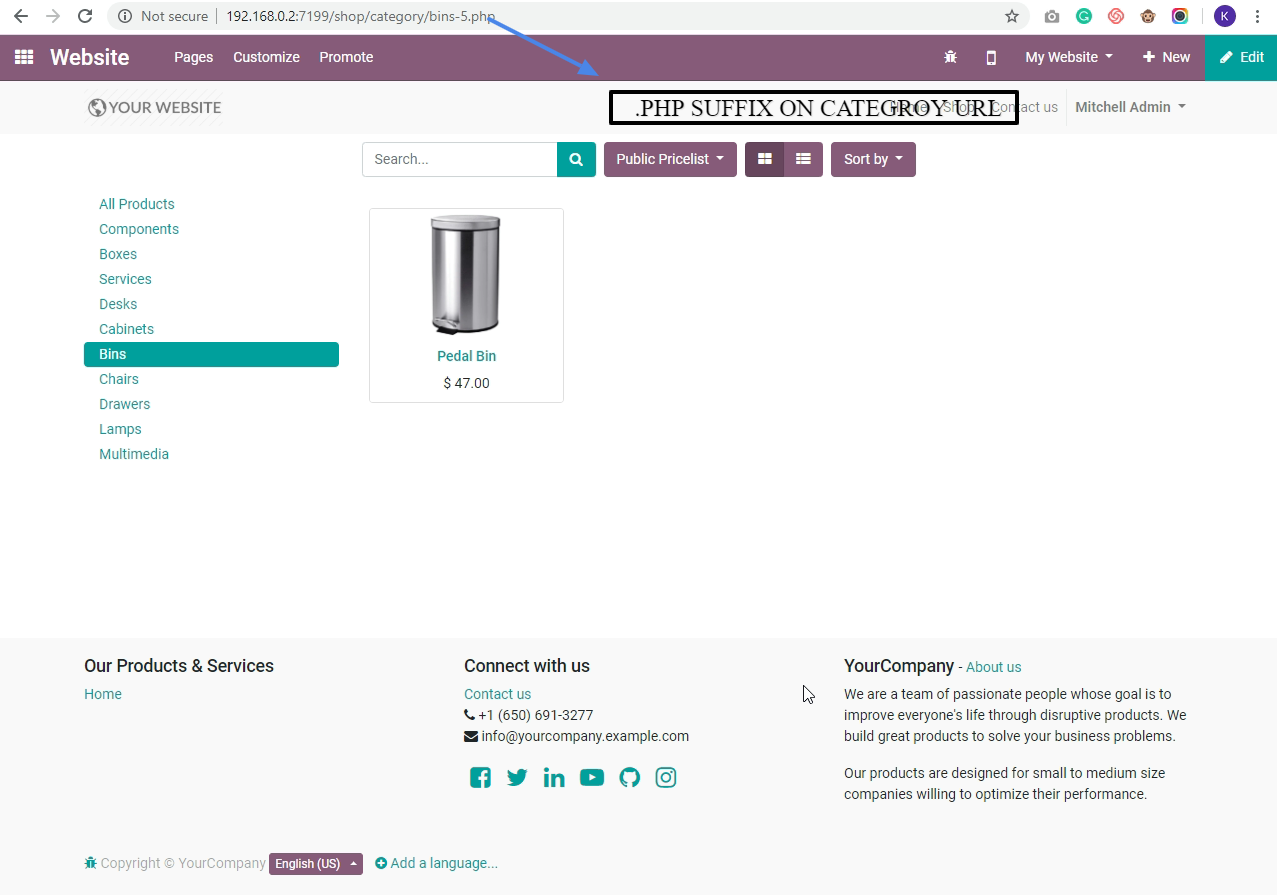 Not secure 192.168.0.2:7199/shop/category/bins-5.php K
Website Pages Customize Promote My Website New Edit
YOUR WEBSITE .PHP SUFFIX ON CATEGROY URL Home Shop Contact us Mitchell Admin
Search... Public Pricelist Sort by
All Products
Components
Boxes
Services
Desks
Cabinets
Bins
Chairs
Drawers
Lamps
Multimedia
Pedal Bin
$ 47.00
Our Products & Services
Home
Connect with us
Contact us
+1 (650) 691-3277
info@yourcompany.example.com
YourCompany - About us
We are a team of passionate people whose goal is to
improve everyone's life through disruptive products. We
build great products to solve your business problems.
Our products are designed for small to medium size
companies willing to optimize their performance.
Copyright © YourCompany English (US) Add a language...